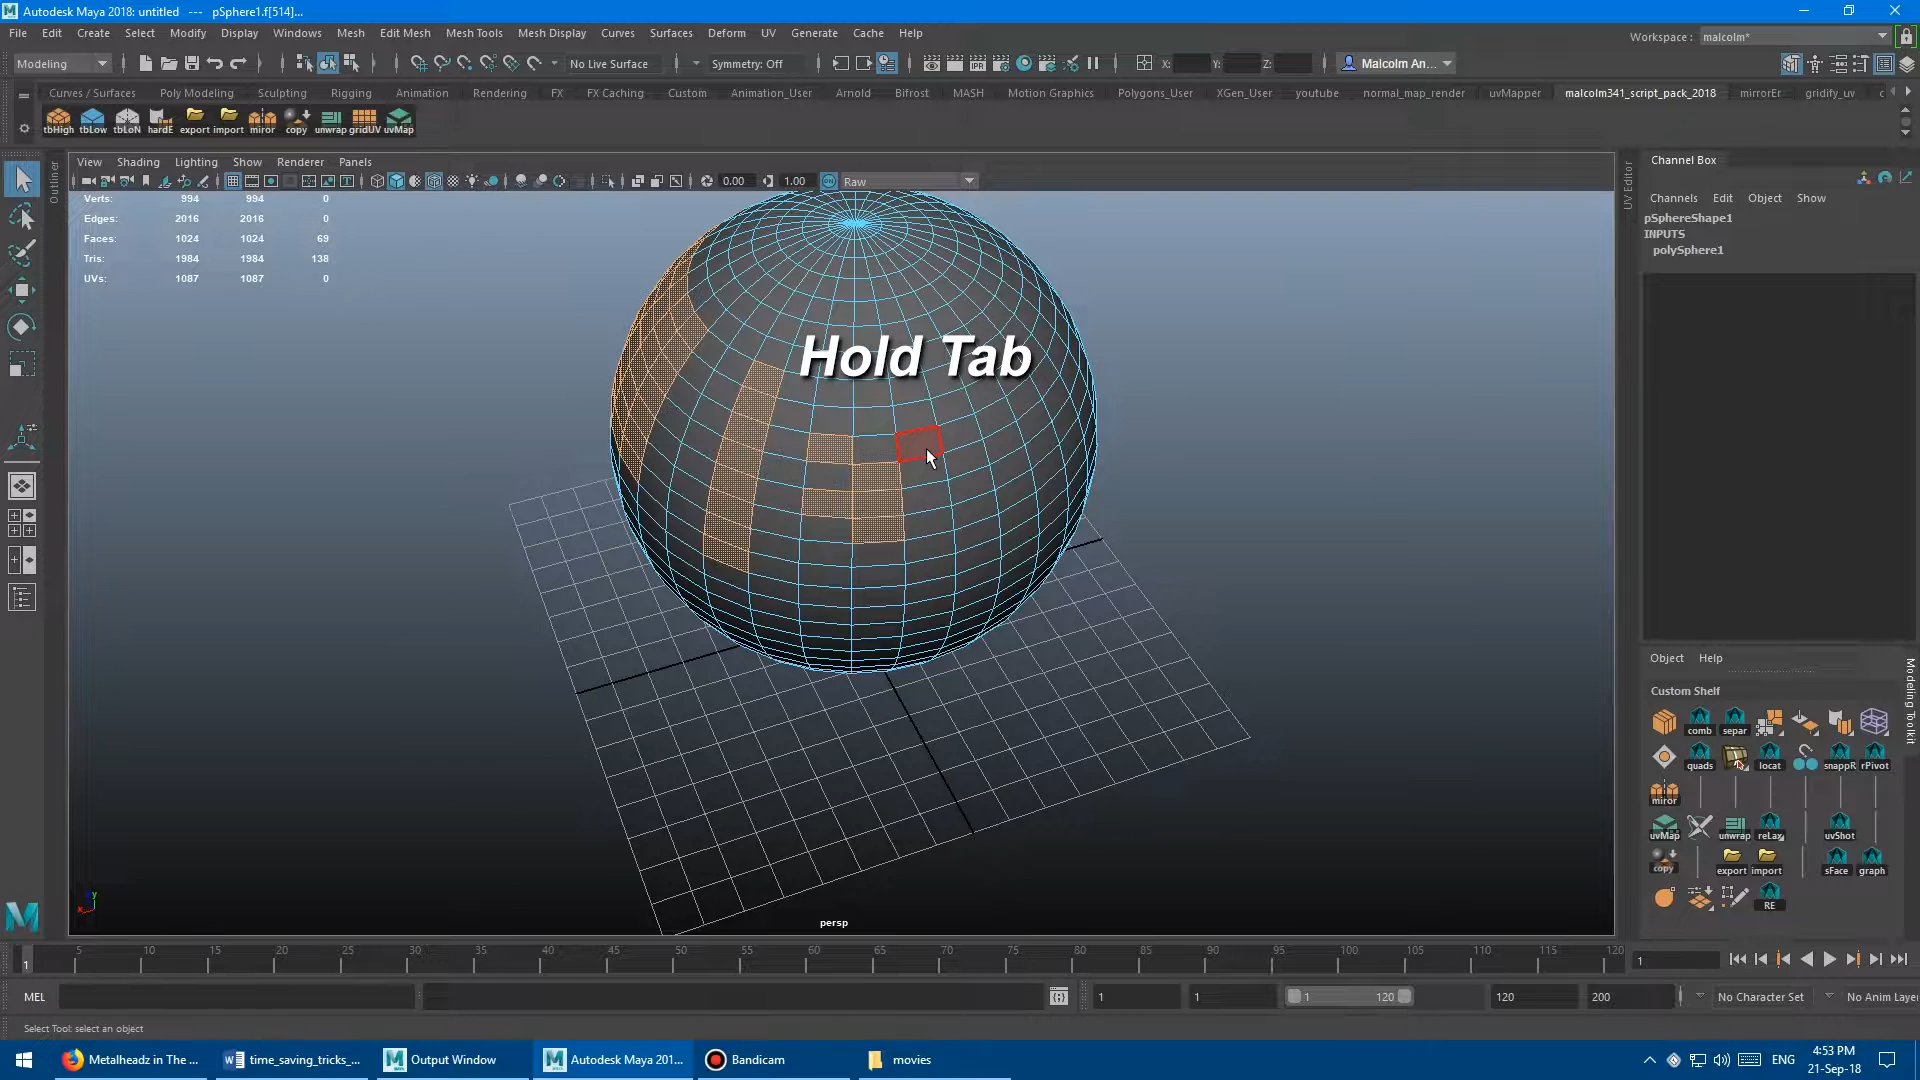 Autodesk Maya 2018: untitled --- pSphere1.f[514]...
File Edit Create Select Modify Display Windows Mesh Edit Mesh Mesh Tools Mesh Display Curves Surfaces Deform UV Generate Cache Help
Workspace : malcolm*
Modeling No Live Surface Symmetry: Off X: Y: Z: Malcolm An...
Curves / Surfaces Poly Modeling Sculpting Rigging Animation Rendering FX FX Caching Custom Animation_User Arnold Bifrost MASH Motion Graphics Polygons_User XGen_User youtube normal_map_render uvMapper malcolm341_script_pack_2018 mirrorEr gridify_uv c
IPR
tbHigh tbLow tbLoN hardE export import miror copy unwrap gridUV uvMap
View Shading Lighting Show Renderer Panels
0.00 1.00 ON Raw
Outliner
UV Editor
Verts: 994 994 0
Edges: 2016 2016 0
Faces: 1024 1024 69
Tris: 1984 1984 138
UVs: 1087 1087 0
Hold Tab
persp
y
x
Channel Box
Channels Edit Object Show
pSphereShape1
INPUTS
polySphere1
Object Help
Modeling Toolkit
Custom Shelf
comb separ
quads locat snappR rPivot
miror
uvMap unwrap reLax uvShot
copy export import sFace graph
RE
5 10 15 20 25 30 35 40 45 50 55 60 65 70 75 80 85 90 95 100 105 110 115 120
1 1
MEL 1 1 1 120 120 200 No Character Set No Anim Layer
Select Tool: select an object
Metalheadz in The ... time_saving_tricks_... Output Window Autodesk Maya 201... Bandicam movies ENG 4:53 PM
21-Sep-18